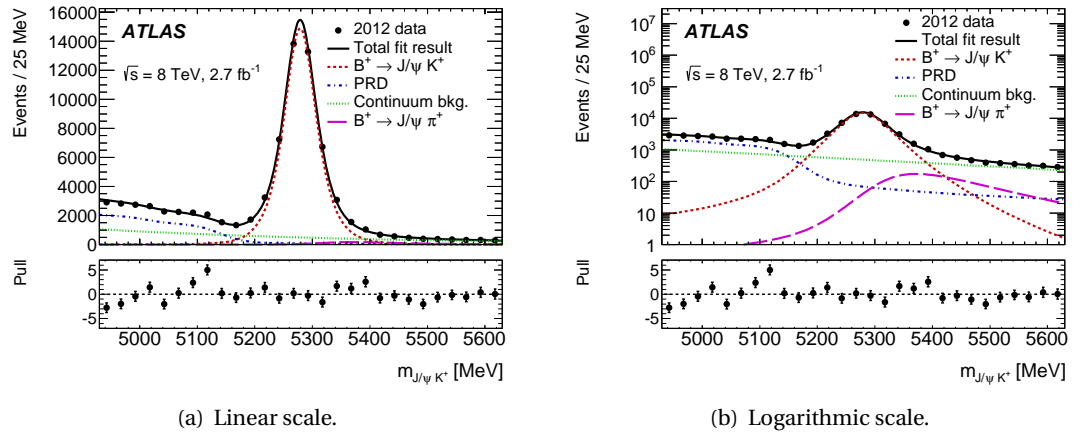 Events / 25 MeV
16000
14000
12000
10000
8000
6000
4000
2000
0
ATLAS
√s = 8 TeV, 2.7 fb⁻¹
2012 data
Total fit result
B⁺ → J/ψ K⁺
PRD
Continuum bkg.
B⁺ → J/ψ π⁺
Pull
5
0
-5
5000 5100 5200 5300 5400 5500 5600
m_{J/ψ K⁺} [MeV]
(a) Linear scale.
Events / 25 MeV
10⁷
10⁶
10⁵
10⁴
10³
10²
10
1
ATLAS
√s = 8 TeV, 2.7 fb⁻¹
2012 data
Total fit result
B⁺ → J/ψ K⁺
PRD
Continuum bkg.
B⁺ → J/ψ π⁺
Pull
5
0
-5
5000 5100 5200 5300 5400 5500 5600
m_{J/ψ K⁺} [MeV]
(b) Logarithmic scale.